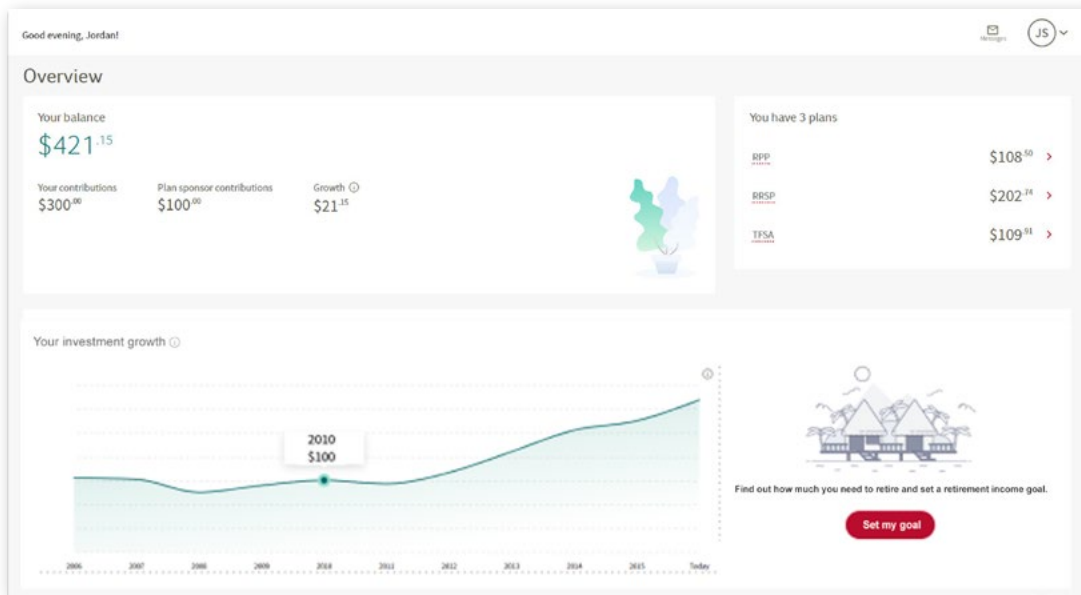 Good evening, Jordan!
Messages
JS
Overview
Your balance
$421.15
Your contributions
$300.00
Plan sponsor contributions
$100.00
Growth
$21.15
You have 3 plans
RPP
$108.50
RRSP
$202.74
TFSA
$109.91
Your investment growth
2010
$100
2006 2007 2008 2009 2010 2011 2012 2013 2014 2015 Today
Find out how much you need to retire and set a retirement income goal.
Set my goal